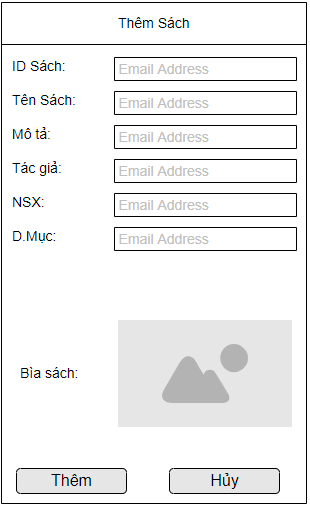 Thêm Sách
ID Sách: Email Address
Tên Sách: Email Address
Mô tả: Email Address
Tác giả: Email Address
NSX: Email Address
D.Mục: Email Address
Bìa sách:
Thêm Hủy